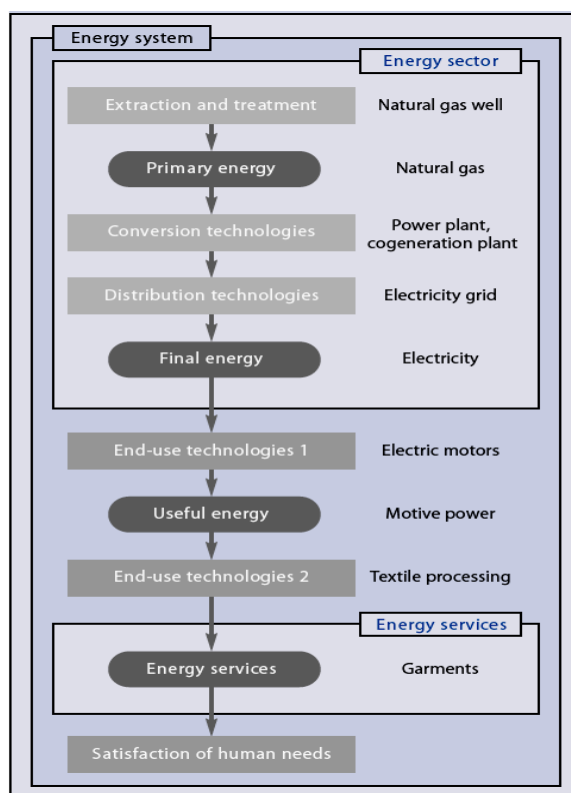 Energy system
Energy sector
Extraction and treatment
Natural gas well
Primary energy
Natural gas
Conversion technologies
Power plant,
cogeneration plant
Distribution technologies
Electricity grid
Final energy
Electricity
End-use technologies 1
Electric motors
Useful energy
Motive power
End-use technologies 2
Textile processing
Energy services
Energy services
Garments
Satisfaction of human needs